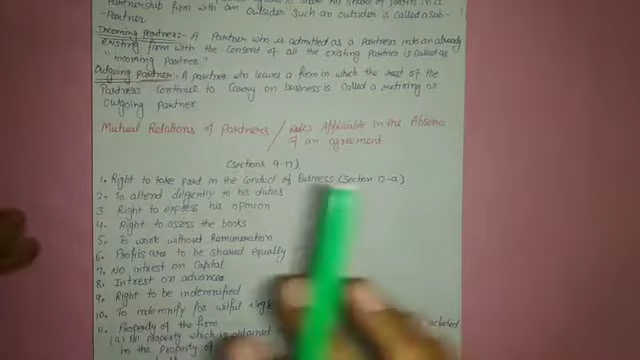 Partnership firm with an Outsider Such an outsider is called a Sub-
-Partner
Incoming Partner:- A Partner who is admitted as a Partners into an already
existing firm with the Consent of all the existing Partner is called as
"incoming Partner"
Outgoing Partner - A partner who leaves a firm in which the rest of the
Partners Continue to Carry on business is Called a retiring or
outgoing Partner
Mutual Relations of Partners / Rules Applicable in the Absence
of an agreement
(Sections 9-17)
1. Right to take Part in the Conduct of Business (Section 12-a)
2. To attend diligently to his duties
3. Right to express his opinion
4. Right to assess the books
5. To work without Remuneration
6. Profits are to be shared equally
7. No Intrest on Capital
8. Intrest on advances
9. Right to be indemnified
10. To Indemnify for wilful
11. Property of the firm
(a) All Property which is obtained
in the Property of